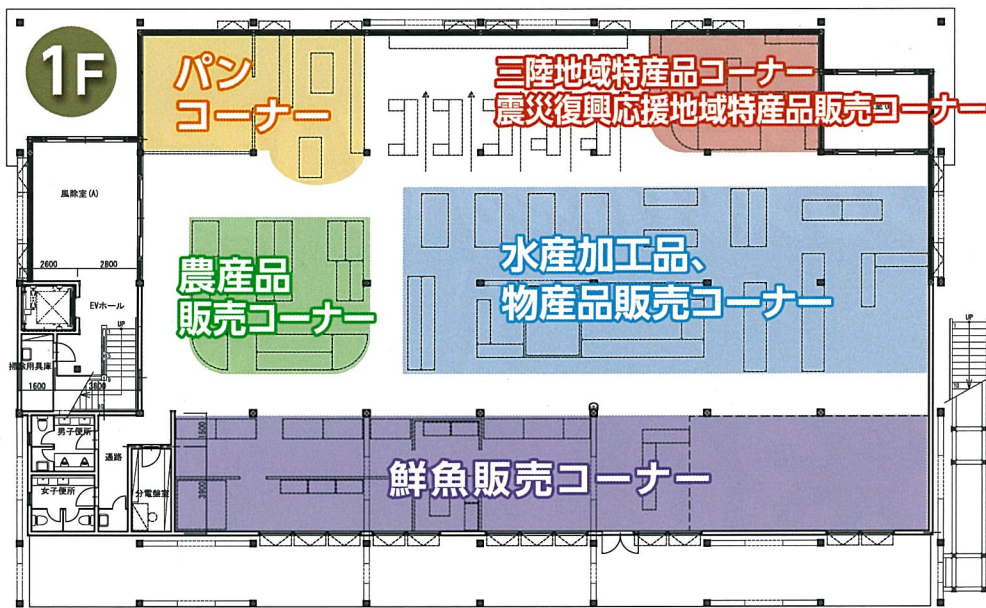 1F
パン
コーナー
三陸地域特産品コーナー
震災復興応援地域特産品販売コーナー
風除室(A)
2600
2800
農産品
販売コーナー
水産加工品、
物産品販売コーナー
EVホール
UP
掃除用具庫
1600
3800
UP
男子便所
通路
1500
女子便所
分電盤室
3900
鮮魚販売コーナー